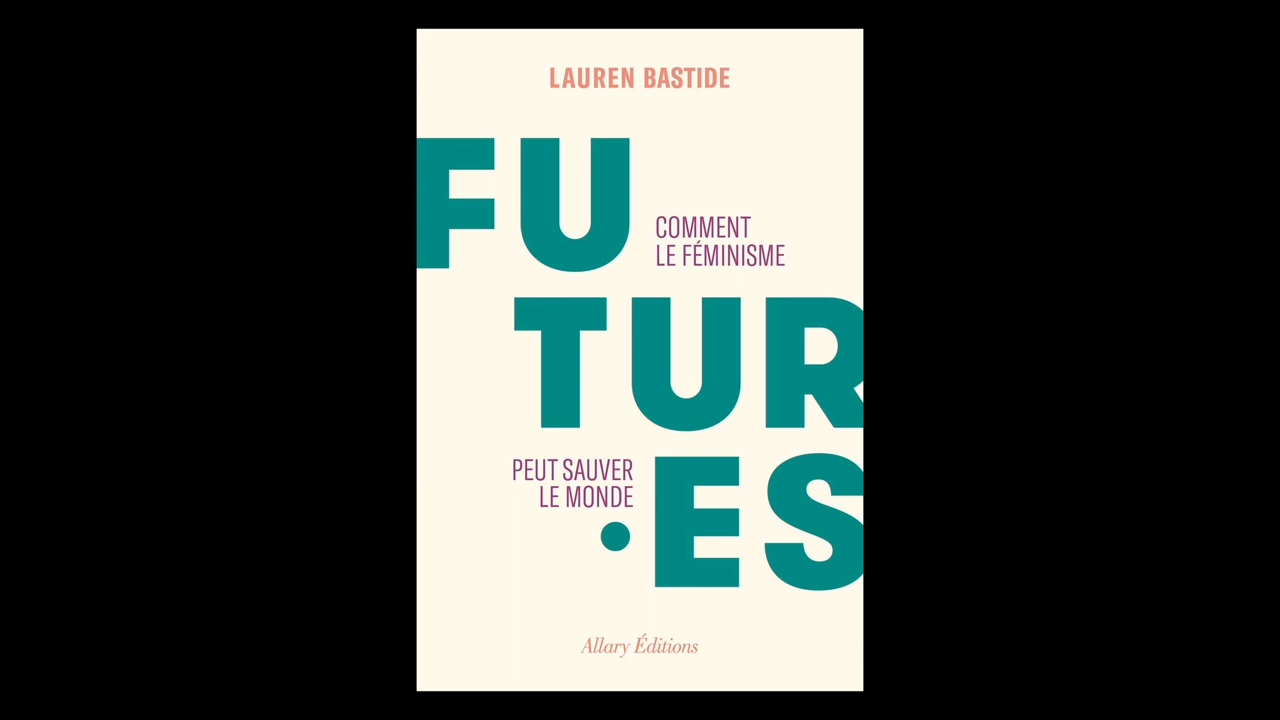 LAUREN BASTIDE
FU
COMMENT
LE FÉMINISME
TUR
PEUT SAUVER
LE MONDE
·ES
Allary Éditions